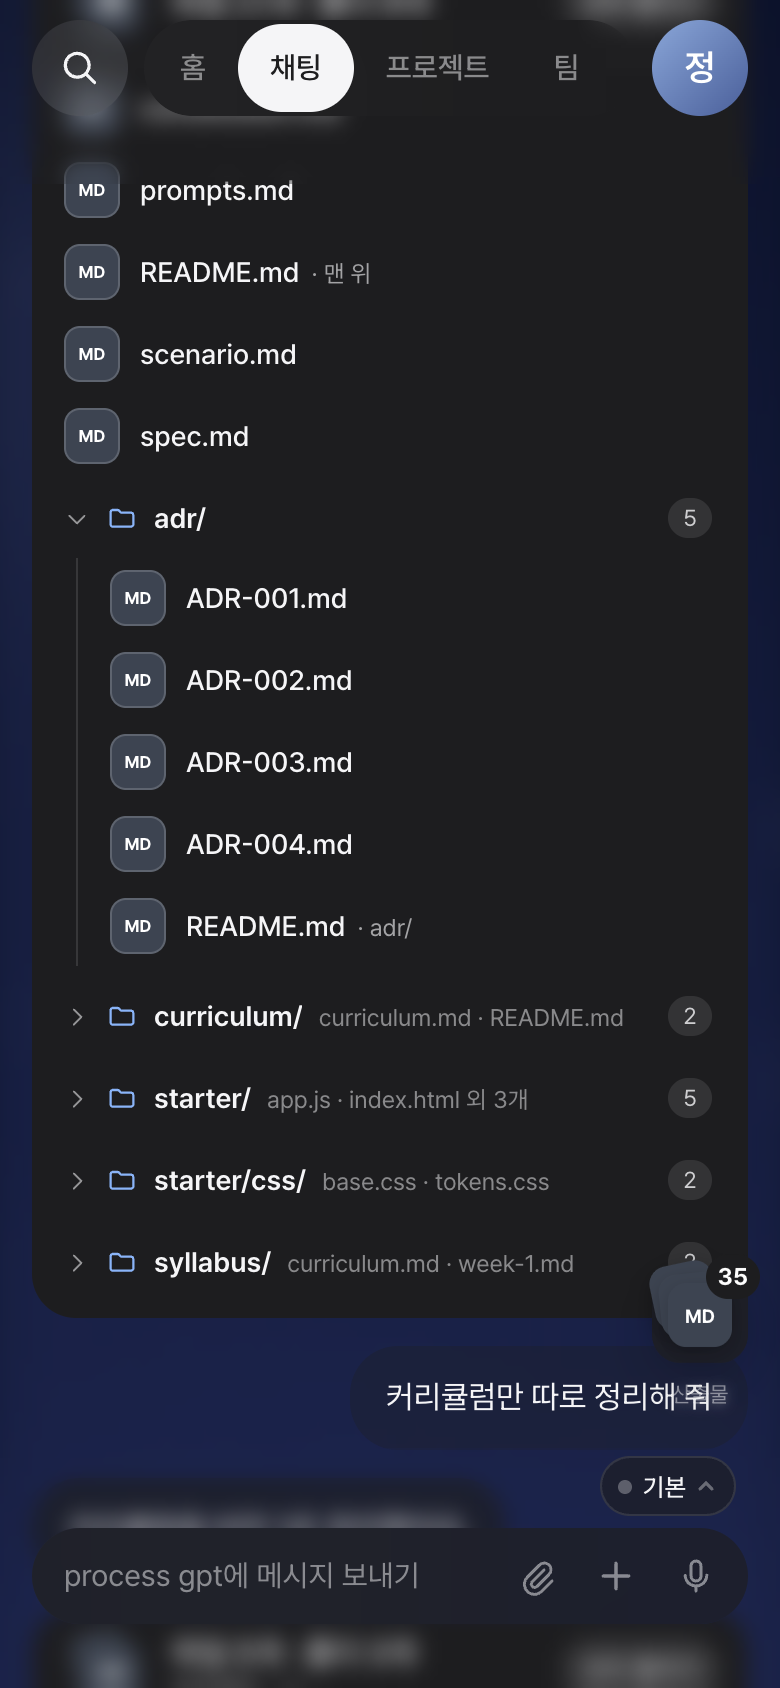 홈 채팅 프로젝트 팀 정
MD prompts.md
MD README.md · 맨 위
MD scenario.md
MD spec.md
adr/ 5
MD ADR-001.md
MD ADR-002.md
MD ADR-003.md
MD ADR-004.md
MD README.md · adr/
curriculum/ curriculum.md · README.md 2
starter/ app.js · index.html 외 3개 5
starter/css/ base.css · tokens.css 2
syllabus/ curriculum.md · week-1.md
35
MD
커리큘럼만 따로 정리해 줘
기본
process gpt에 메시지 보내기